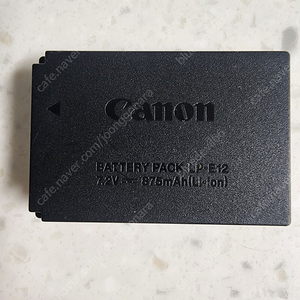 Canon
BATTERY PACK LP-E12
7.2V 875mAh(Li-ion)